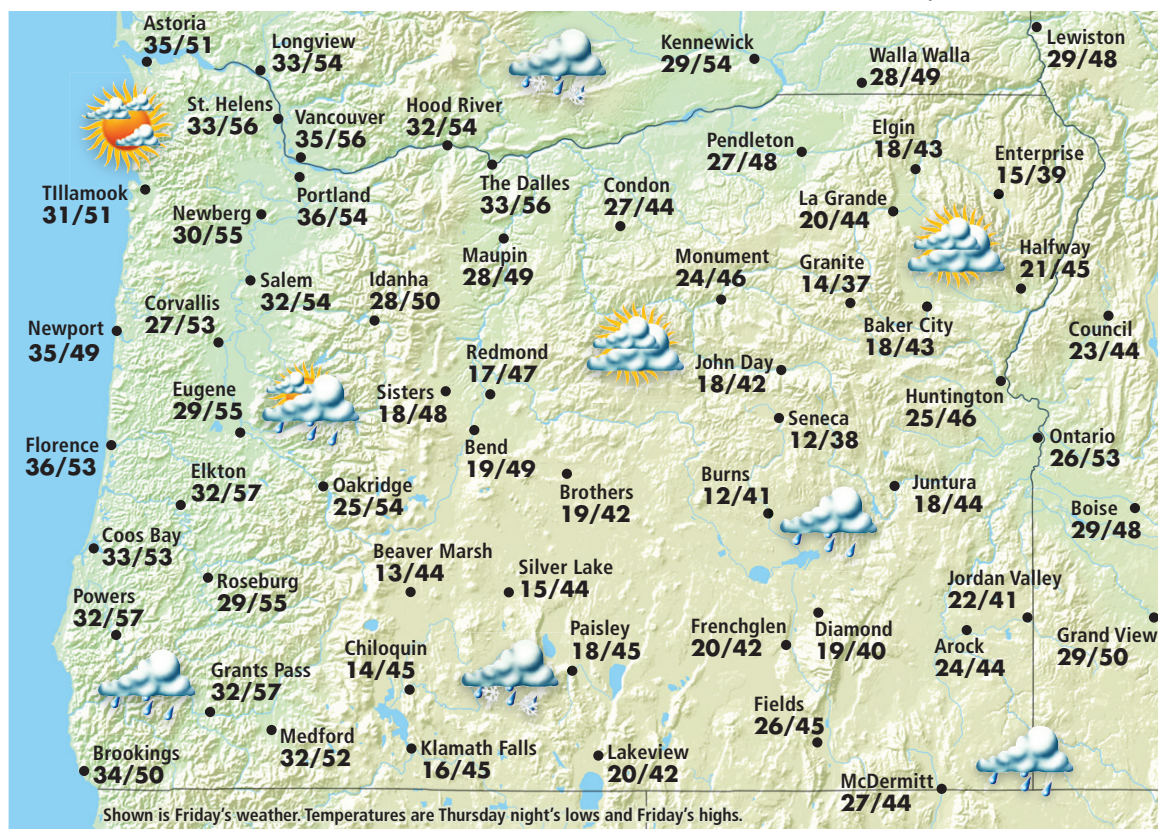 Astoria
35/51
Longview
33/54
Kennewick
29/54
Walla Walla
28/49
Lewiston
29/48
St. Helens
33/56
Vancouver
35/56
Hood River
32/54
Pendleton
27/48
Elgin
18/43
Enterprise
15/39
TIllamook
31/51
Newberg
30/55
Portland
36/54
The Dalles
33/56
Condon
27/44
La Grande
20/44
Salem
32/54
Idanha
28/50
Maupin
28/49
Monument
24/46
Granite
14/37
Halfway
21/45
Corvallis
27/53
Newport
35/49
Baker City
18/43
Council
23/44
Redmond
17/47
John Day
18/42
Eugene
29/55
Sisters
18/48
Huntington
25/46
Seneca
12/38
Florence
36/53
Bend
19/49
Ontario
26/53
Elkton
32/57
Oakridge
25/54
Brothers
19/42
Burns
12/41
Juntura
18/44
Boise
29/48
Coos Bay
33/53
Beaver Marsh
13/44
Silver Lake
15/44
Roseburg
29/55
Jordan Valley
22/41
Powers
32/57
Chiloquin
14/45
Paisley
18/45
Frenchglen
20/42
Diamond
19/40
Arock
24/44
Grand View
29/50
Grants Pass
32/57
Fields
26/45
Medford
32/52
Klamath Falls
16/45
Lakeview
20/42
Brookings
34/50
McDermitt
27/44
Shown is Friday’s weather. Temperatures are Thursday night’s lows and Friday’s highs.